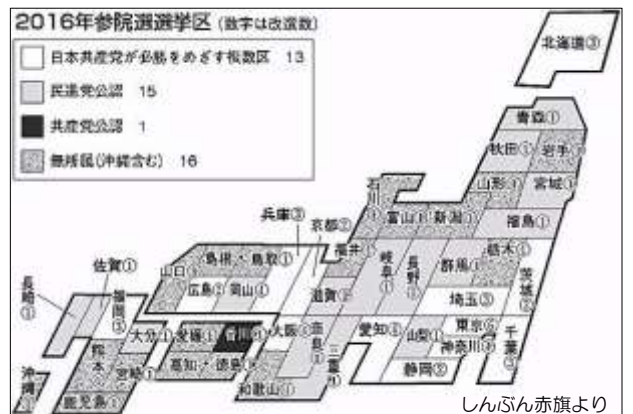 2016年参院選選挙区 (数字は改選数)
日本共産党が必勝をめざす複数区 13
民進党公認 15
共産党公認 1
無所属(沖縄含む) 16
北海道③
青森①
秋田①
岩手①
山形①
宮城①
福島①
石川①
富山①
新潟①
栃木①
群馬①
茨城②
福井①
岐阜①
長野①
埼玉③
兵庫③
京都②
滋賀①
島根・鳥取①
山口①
広島②
岡山①
大阪④
奈良①
三重①
愛知④
山梨①
東京⑥
神奈川④
千葉③
静岡②
和歌山①
佐賀①
長崎①
福岡③
大分①
愛媛①
香川①
高知・徳島①
熊本①
宮崎①
鹿児島①
沖縄①
しんぶん赤旗より